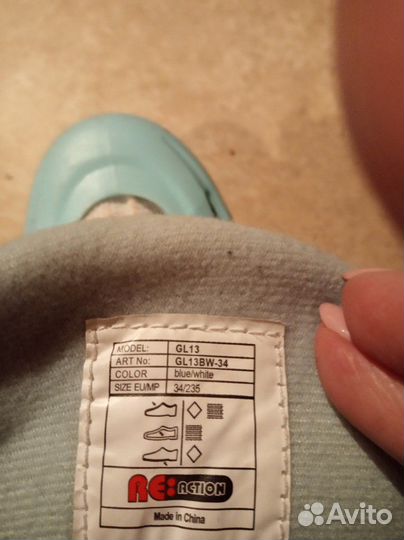 MODEL: GL13
ART No: GL13BW-34
COLOR blue/white
SIZE EU/MP 34/235
RE:ACTION
Made in China
Avito